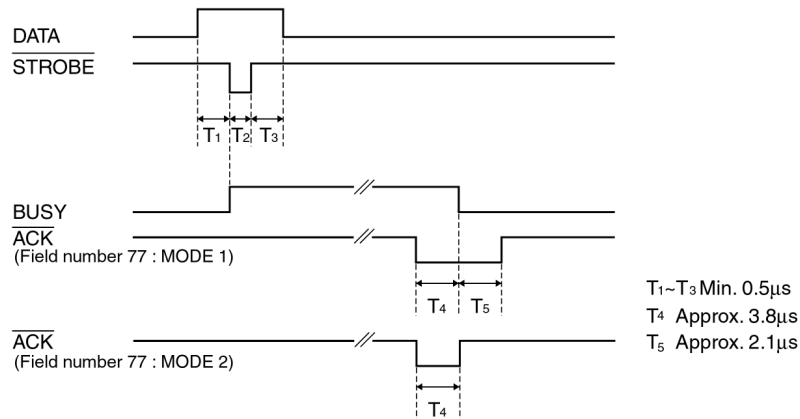 DATA
STROBE
T1 T2 T3
BUSY
ACK
(Field number 77 : MODE 1)
T4 T5
T1~T3 Min. 0.5μs
T4 Approx. 3.8μs
T5 Approx. 2.1μs
ACK
(Field number 77 : MODE 2)
T4